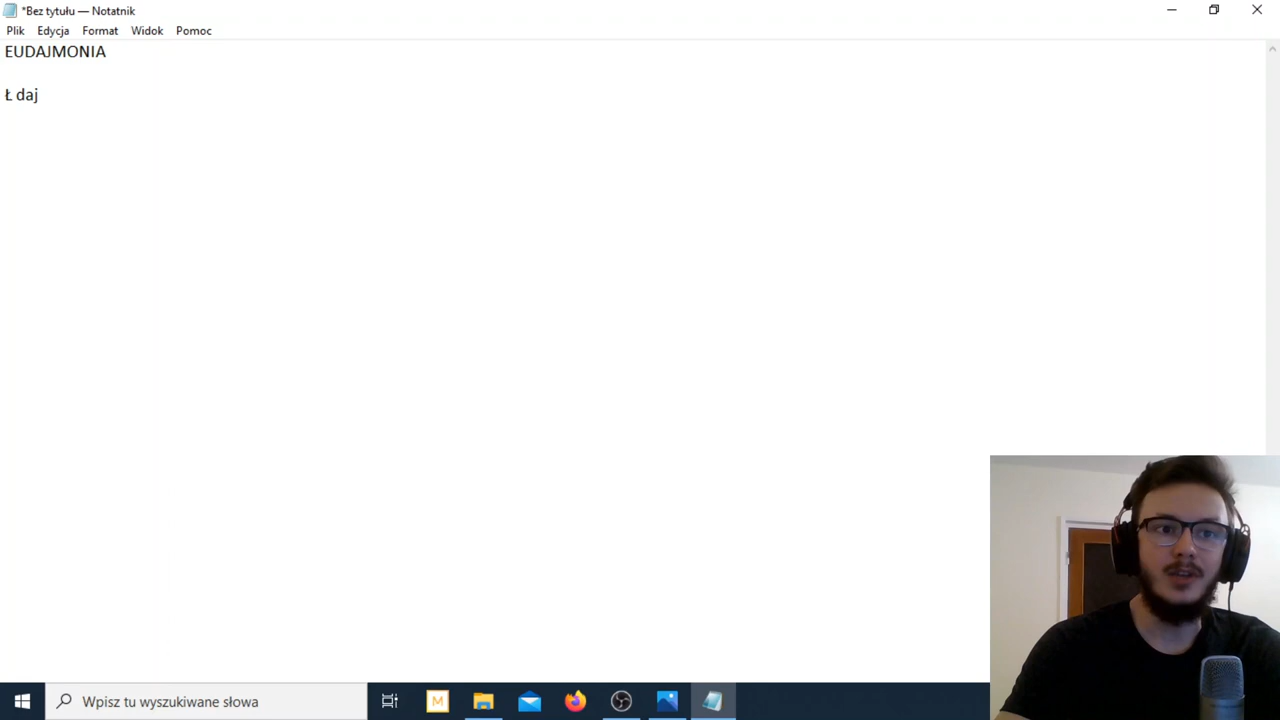 *Bez tytułu — Notatnik
Plik Edycja Format Widok Pomoc
EUDAJMONIA
Ł daj
M
Wpisz tu wyszukiwane słowa